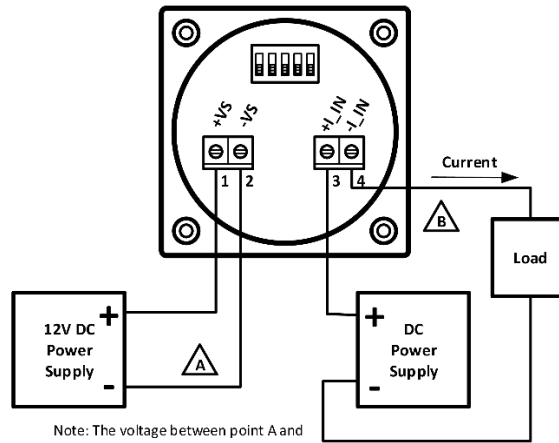 +VS
-VS
+I_IN
-I_IN
1
2
3
4
Current
B
Load
+
12V DC
Power
Supply
-
A
+
DC
Power
Supply
-
Note: The voltage between point A and